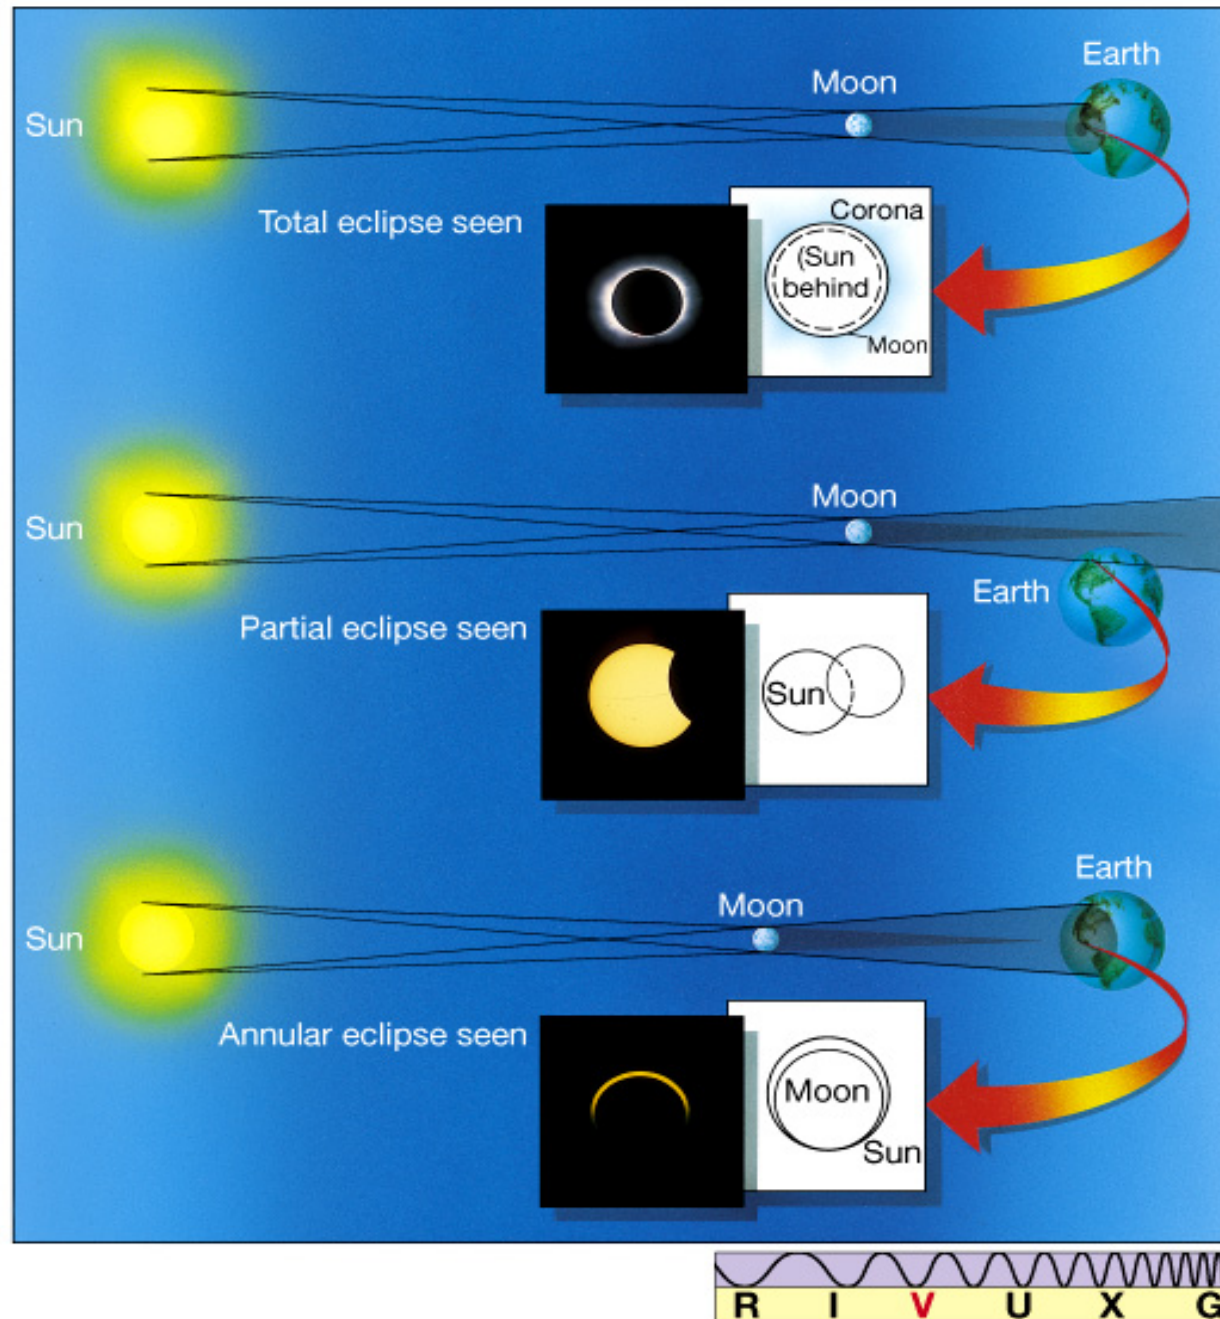 Earth
Moon
Sun
Total eclipse seen
Corona
(Sun
behind
Moon
Moon
Sun
Earth
Partial eclipse seen
Sun
Earth
Moon
Sun
Annular eclipse seen
Moon
Sun
R I V U X G